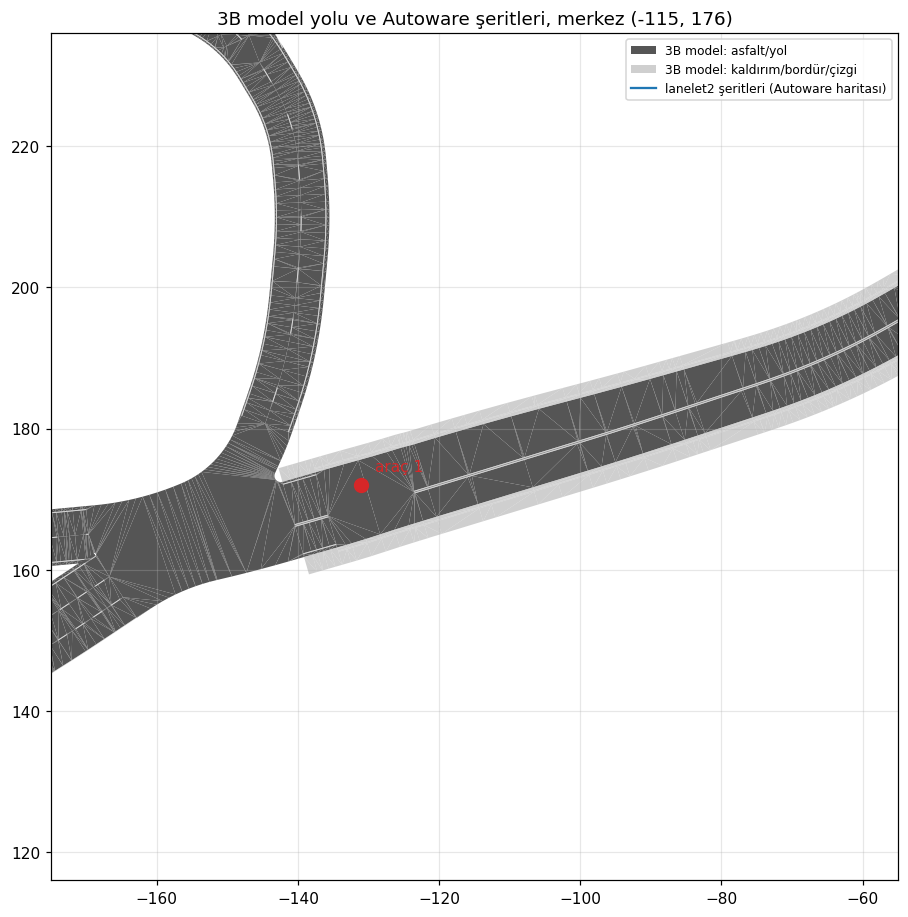 3B model yolu ve Autoware şeritleri, merkez (-115, 176)
3B model: asfalt/yol
3B model: kaldırım/bordür/çizgi
lanelet2 şeritleri (Autoware haritası)
araç 1
220
200
180
160
140
120
−160
−140
−120
−100
−80
−60